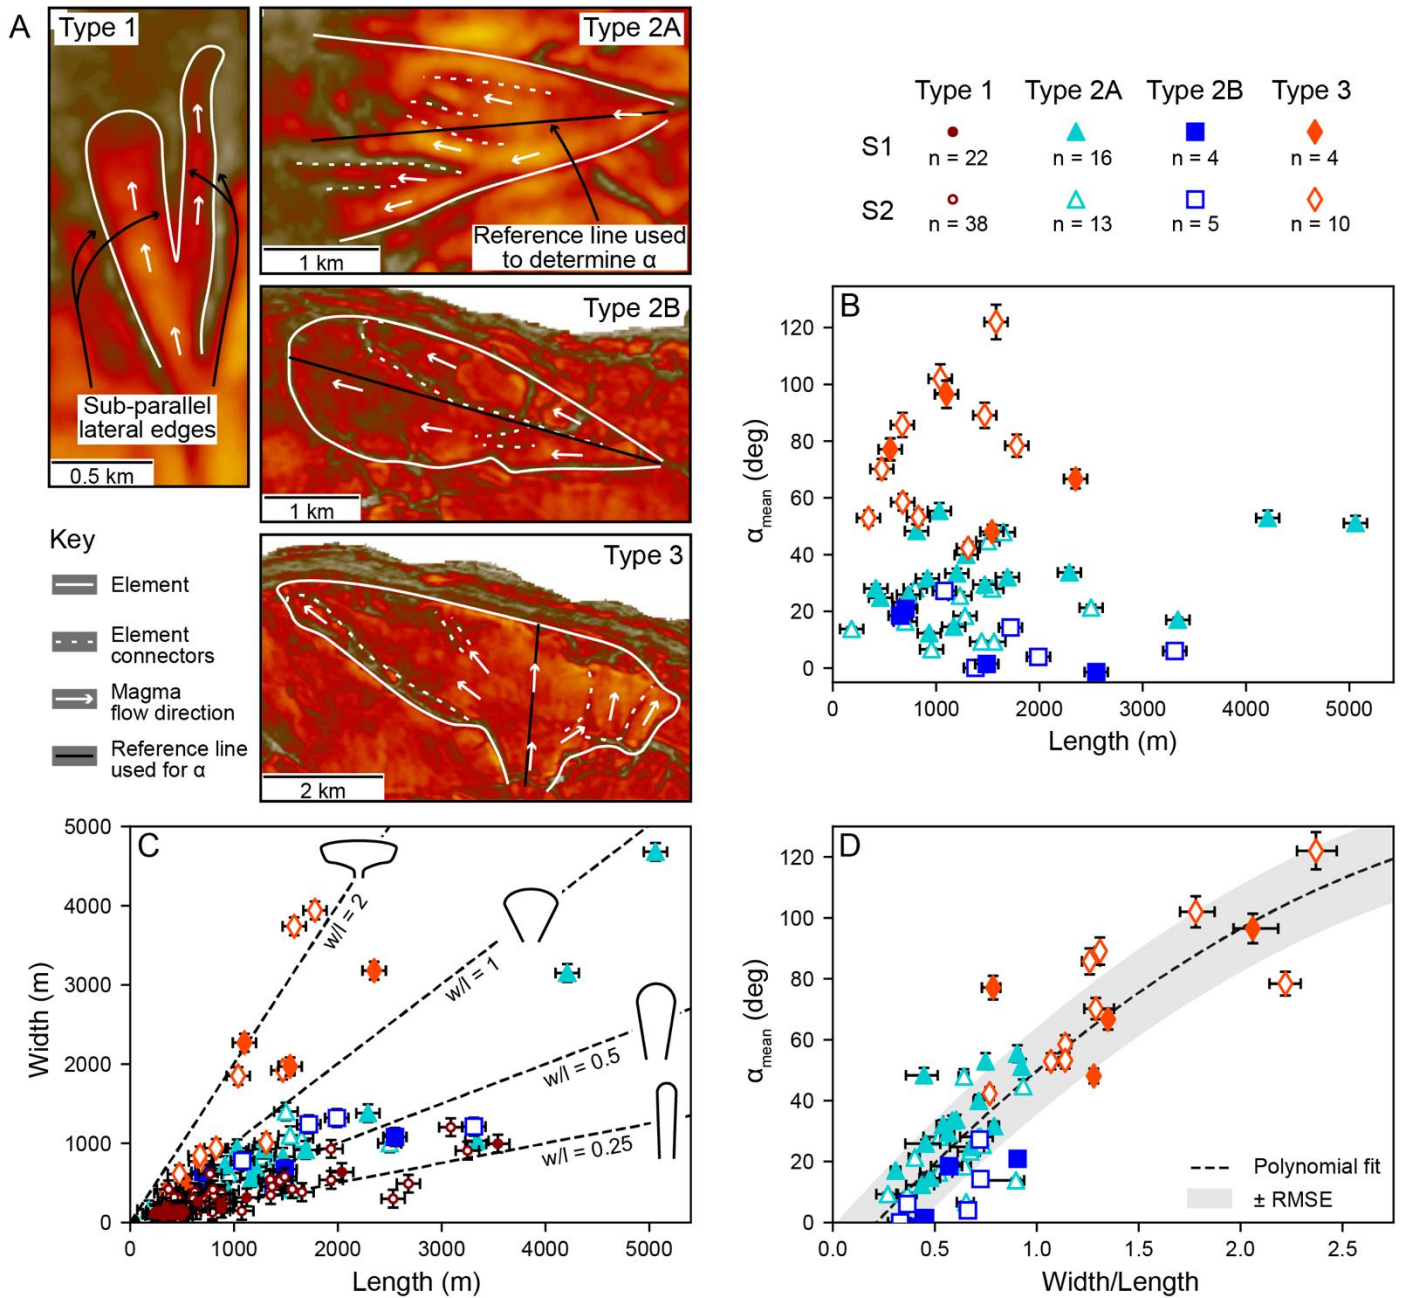 A
Type 1
Sub-parallel
lateral edges
0.5 km
Type 2A
Reference line used
to determine α
1 km
Type 2B
1 km
Type 3
2 km
Key
Element
Element
connectors
Magma
flow direction
Reference line
used for α
Type 1 Type 2A Type 2B Type 3
S1
n = 22 n = 16 n = 4 n = 4
S2
n = 38 n = 13 n = 5 n = 10
B
αmean (deg)
120
100
80
60
40
20
0
0 1000 2000 3000 4000 5000
Length (m)
C
Width (m)
5000
4000
3000
2000
1000
0
w/l = 2
w/l = 1
w/l = 0.5
w/l = 0.25
0 1000 2000 3000 4000 5000
Length (m)
D
αmean (deg)
120
100
80
60
40
20
0
Polynomial fit
± RMSE
0.0 0.5 1.0 1.5 2.0 2.5
Width/Length